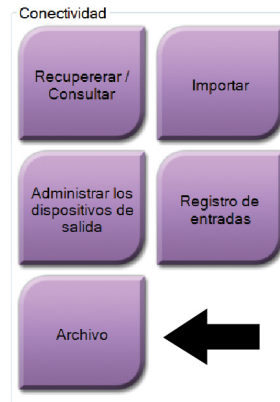 Conectividad
Recupererar /
Consultar
Importar
Administrar los
dispositivos de
salida
Registro de
entradas
Archivo